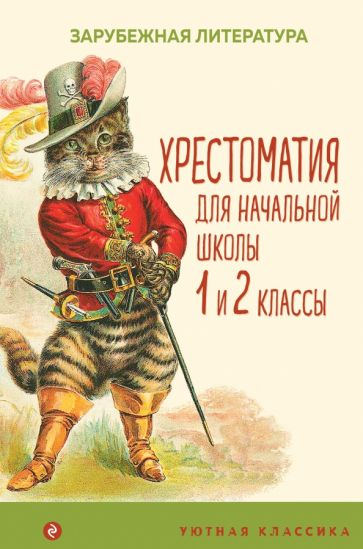 ЗАРУБЕЖНАЯ ЛИТЕРАТУРА
ХРЕСТОМАТИЯ
ДЛЯ НАЧАЛЬНОЙ
ШКОЛЫ
1 И 2 КЛАССЫ
УЮТНАЯ КЛАССИКА